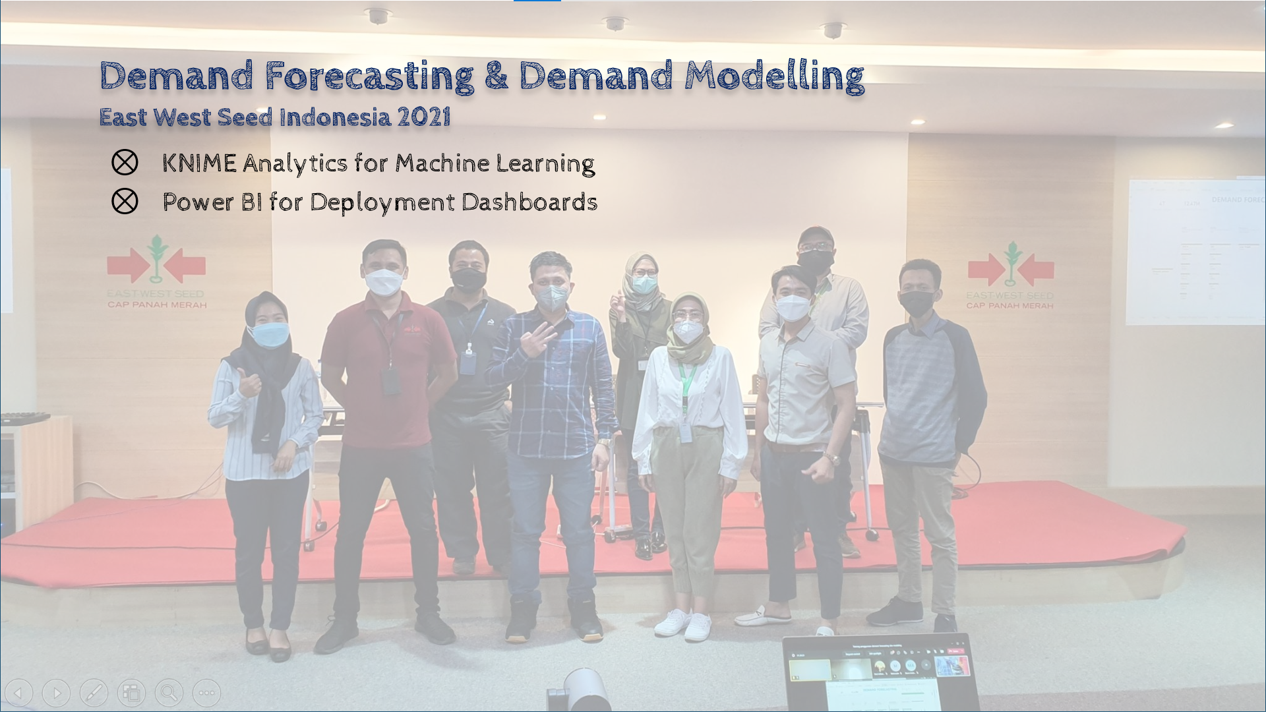 Demand Forecasting & Demand Modelling
East West Seed Indonesia 2021
KNIME Analytics for Machine Learning
Power BI for Deployment Dashboards
EAST WEST SEED
CAP PANAH MERAH
EAST WEST SEED
CAP PANAH MERAH